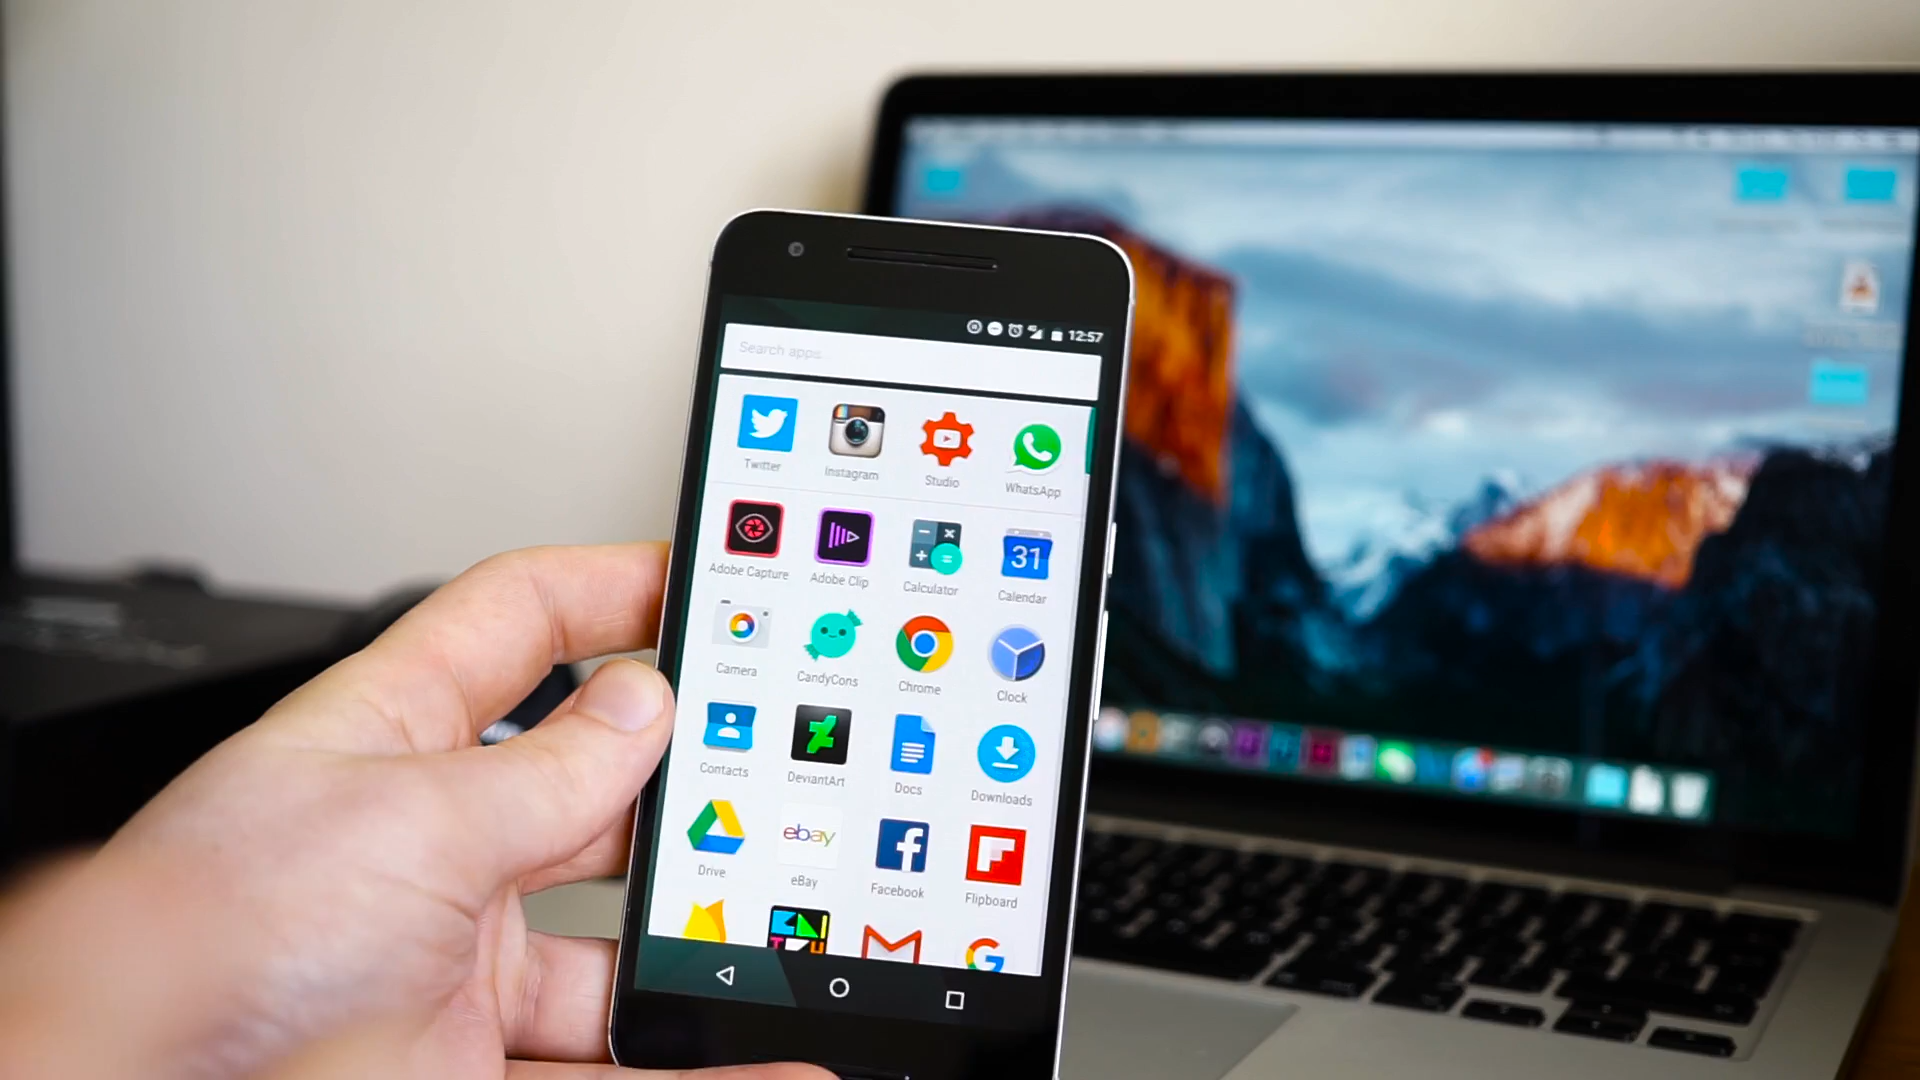 12:57
Search apps
Twitter Instagram Studio WhatsApp
31
Adobe Capture Adobe Clip Calculator Calendar
Camera CandyCons Chrome Clock
Contacts DeviantArt Docs Downloads
ebay
Drive eBay Facebook Flipboard